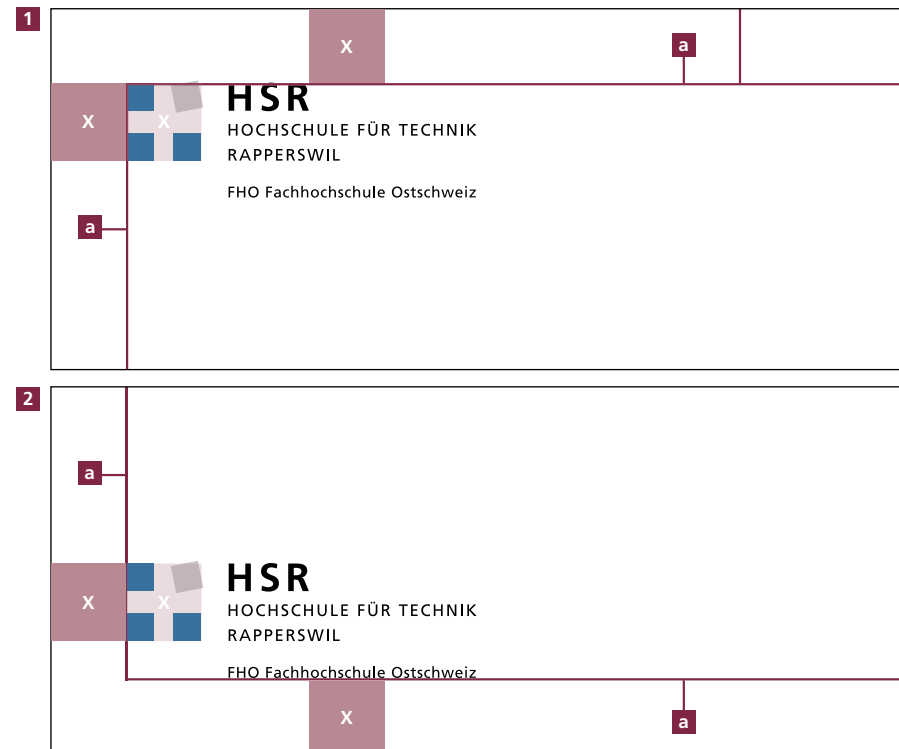 1
X
a
X
X
HSR
HOCHSCHULE FÜR TECHNIK
RAPPERSWIL
FHO Fachhochschule Ostschweiz
a
2
a
X
X
HSR
HOCHSCHULE FÜR TECHNIK
RAPPERSWIL
FHO Fachhochschule Ostschweiz
X
a